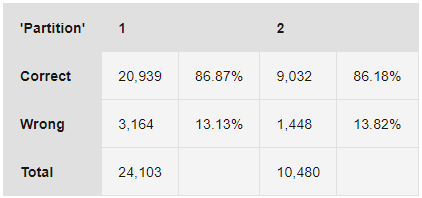 'Partition' 1 2
Correct 20,939 86.87% 9,032 86.18%
Wrong 3,164 13.13% 1,448 13.82%
Total 24,103 10,480